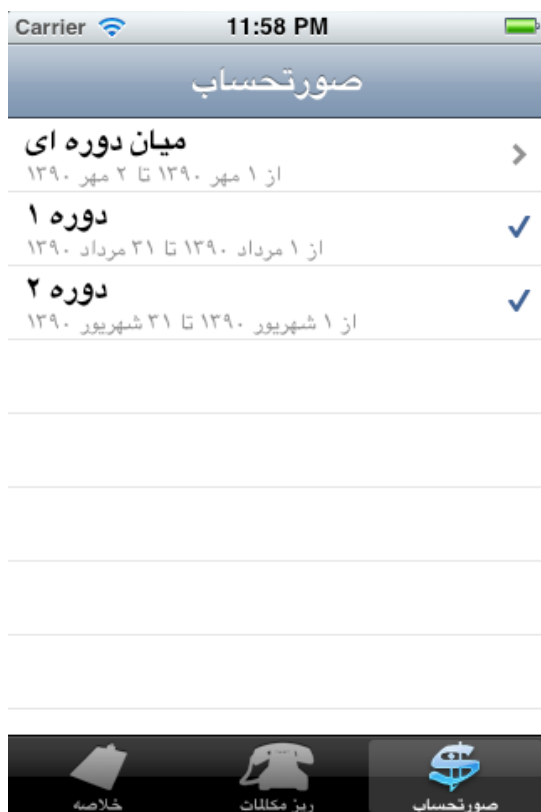 Carrier 11:58 PM
صورتحساب
میان دوره ای
از ۱ مهر ۱۳۹۰ تا ۲ مهر ۱۳۹۰
دوره ۱
از ۱ مرداد ۱۳۹۰ تا ۳۱ مرداد ۱۳۹۰
دوره ۲
از ۱ شهریور ۱۳۹۰ تا ۳۱ شهریور ۱۳۹۰
صورتحساب
ریز مکالمات
خلاصه